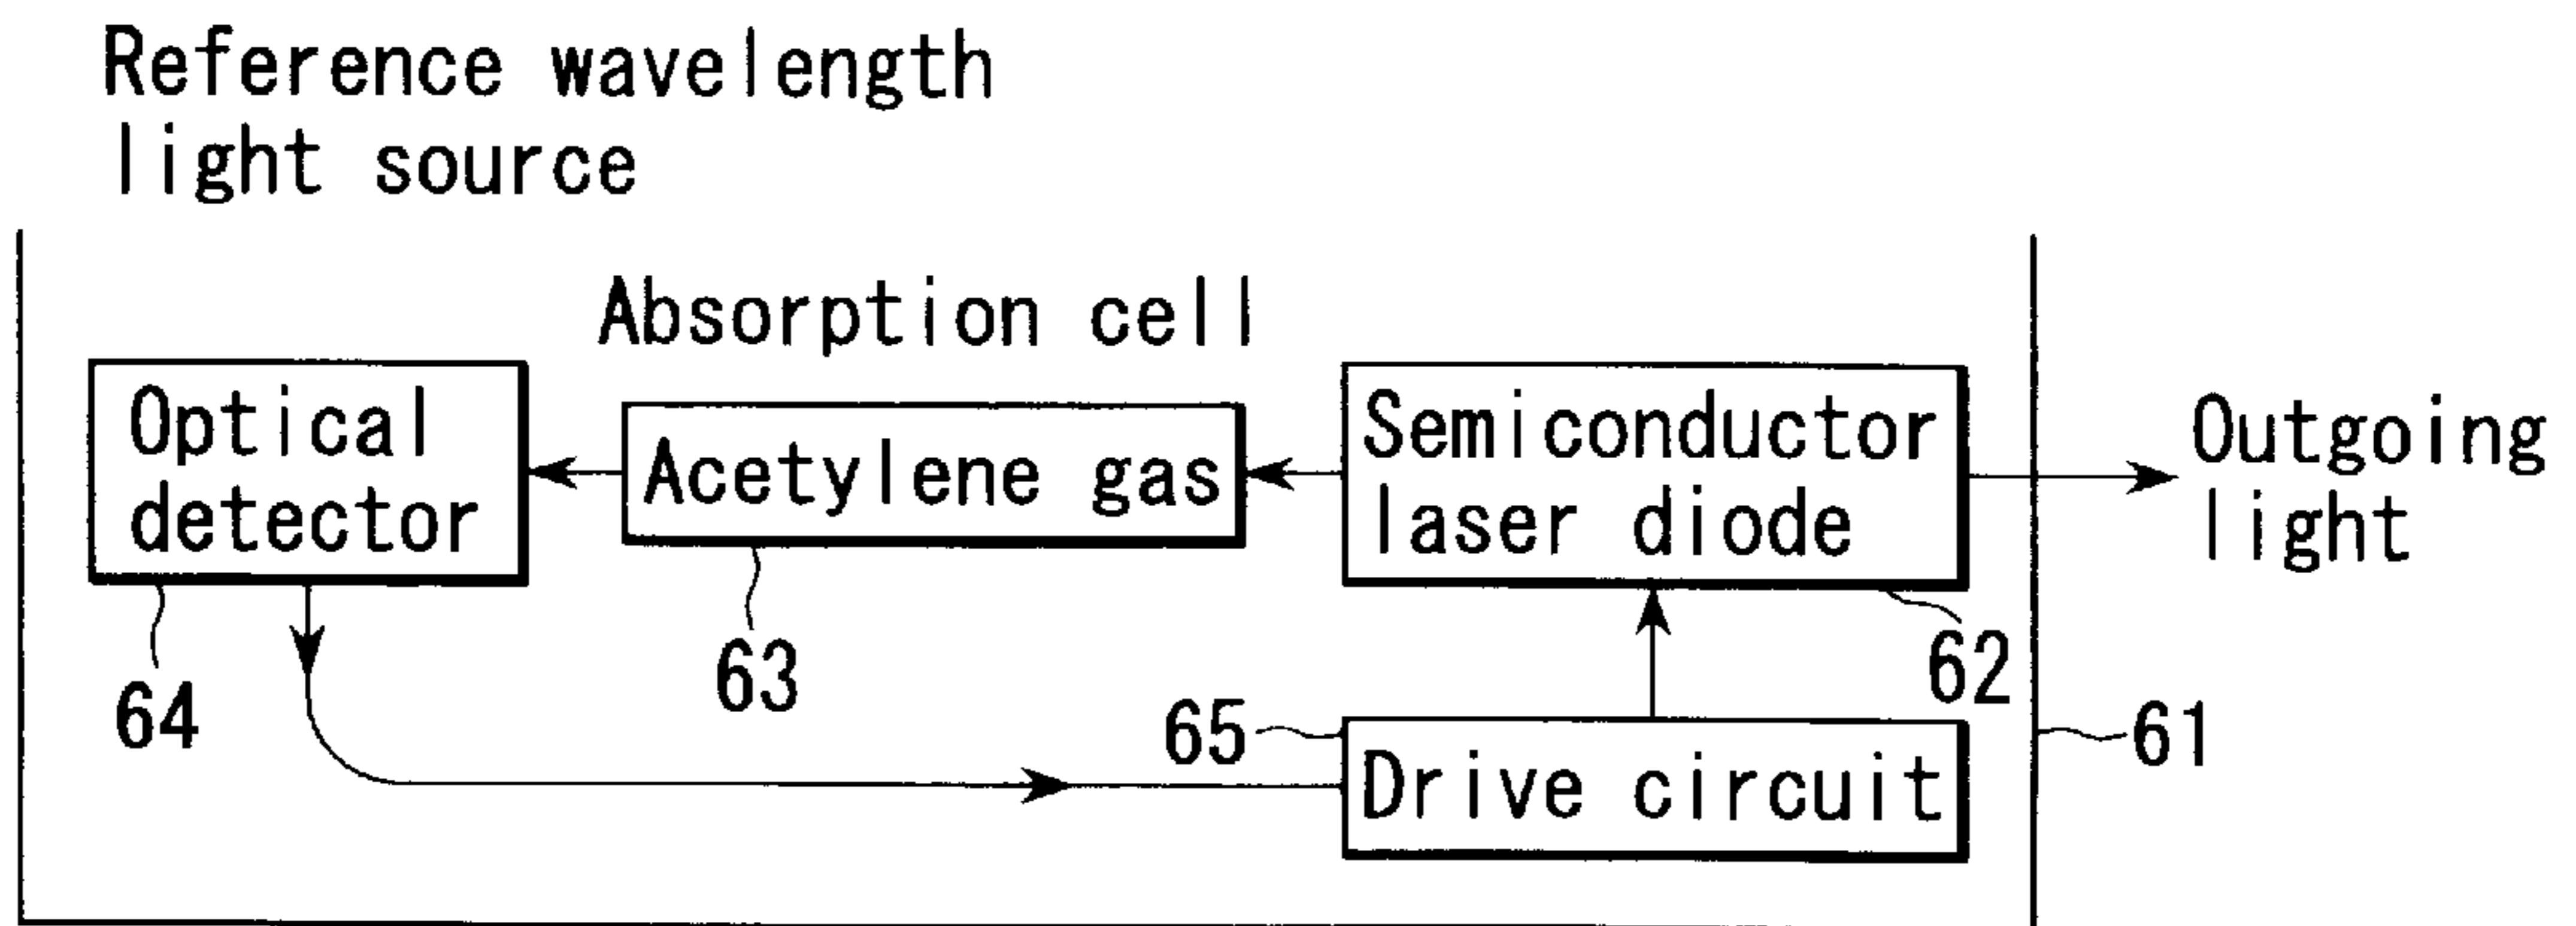 Reference wavelength
light source
Absorption cell
Optical
detector
Acetylene gas
Semiconductor
laser diode
Outgoing
light
64
63
62
65
61
Drive circuit